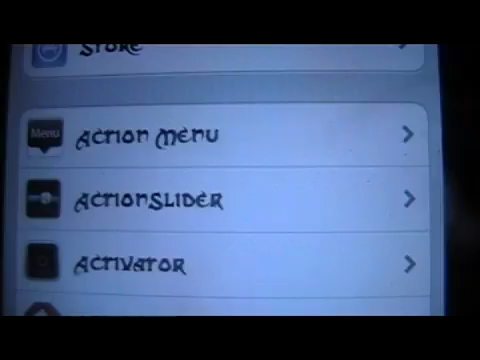 Store
Menu
Action Menu
ActionSlider
Activator